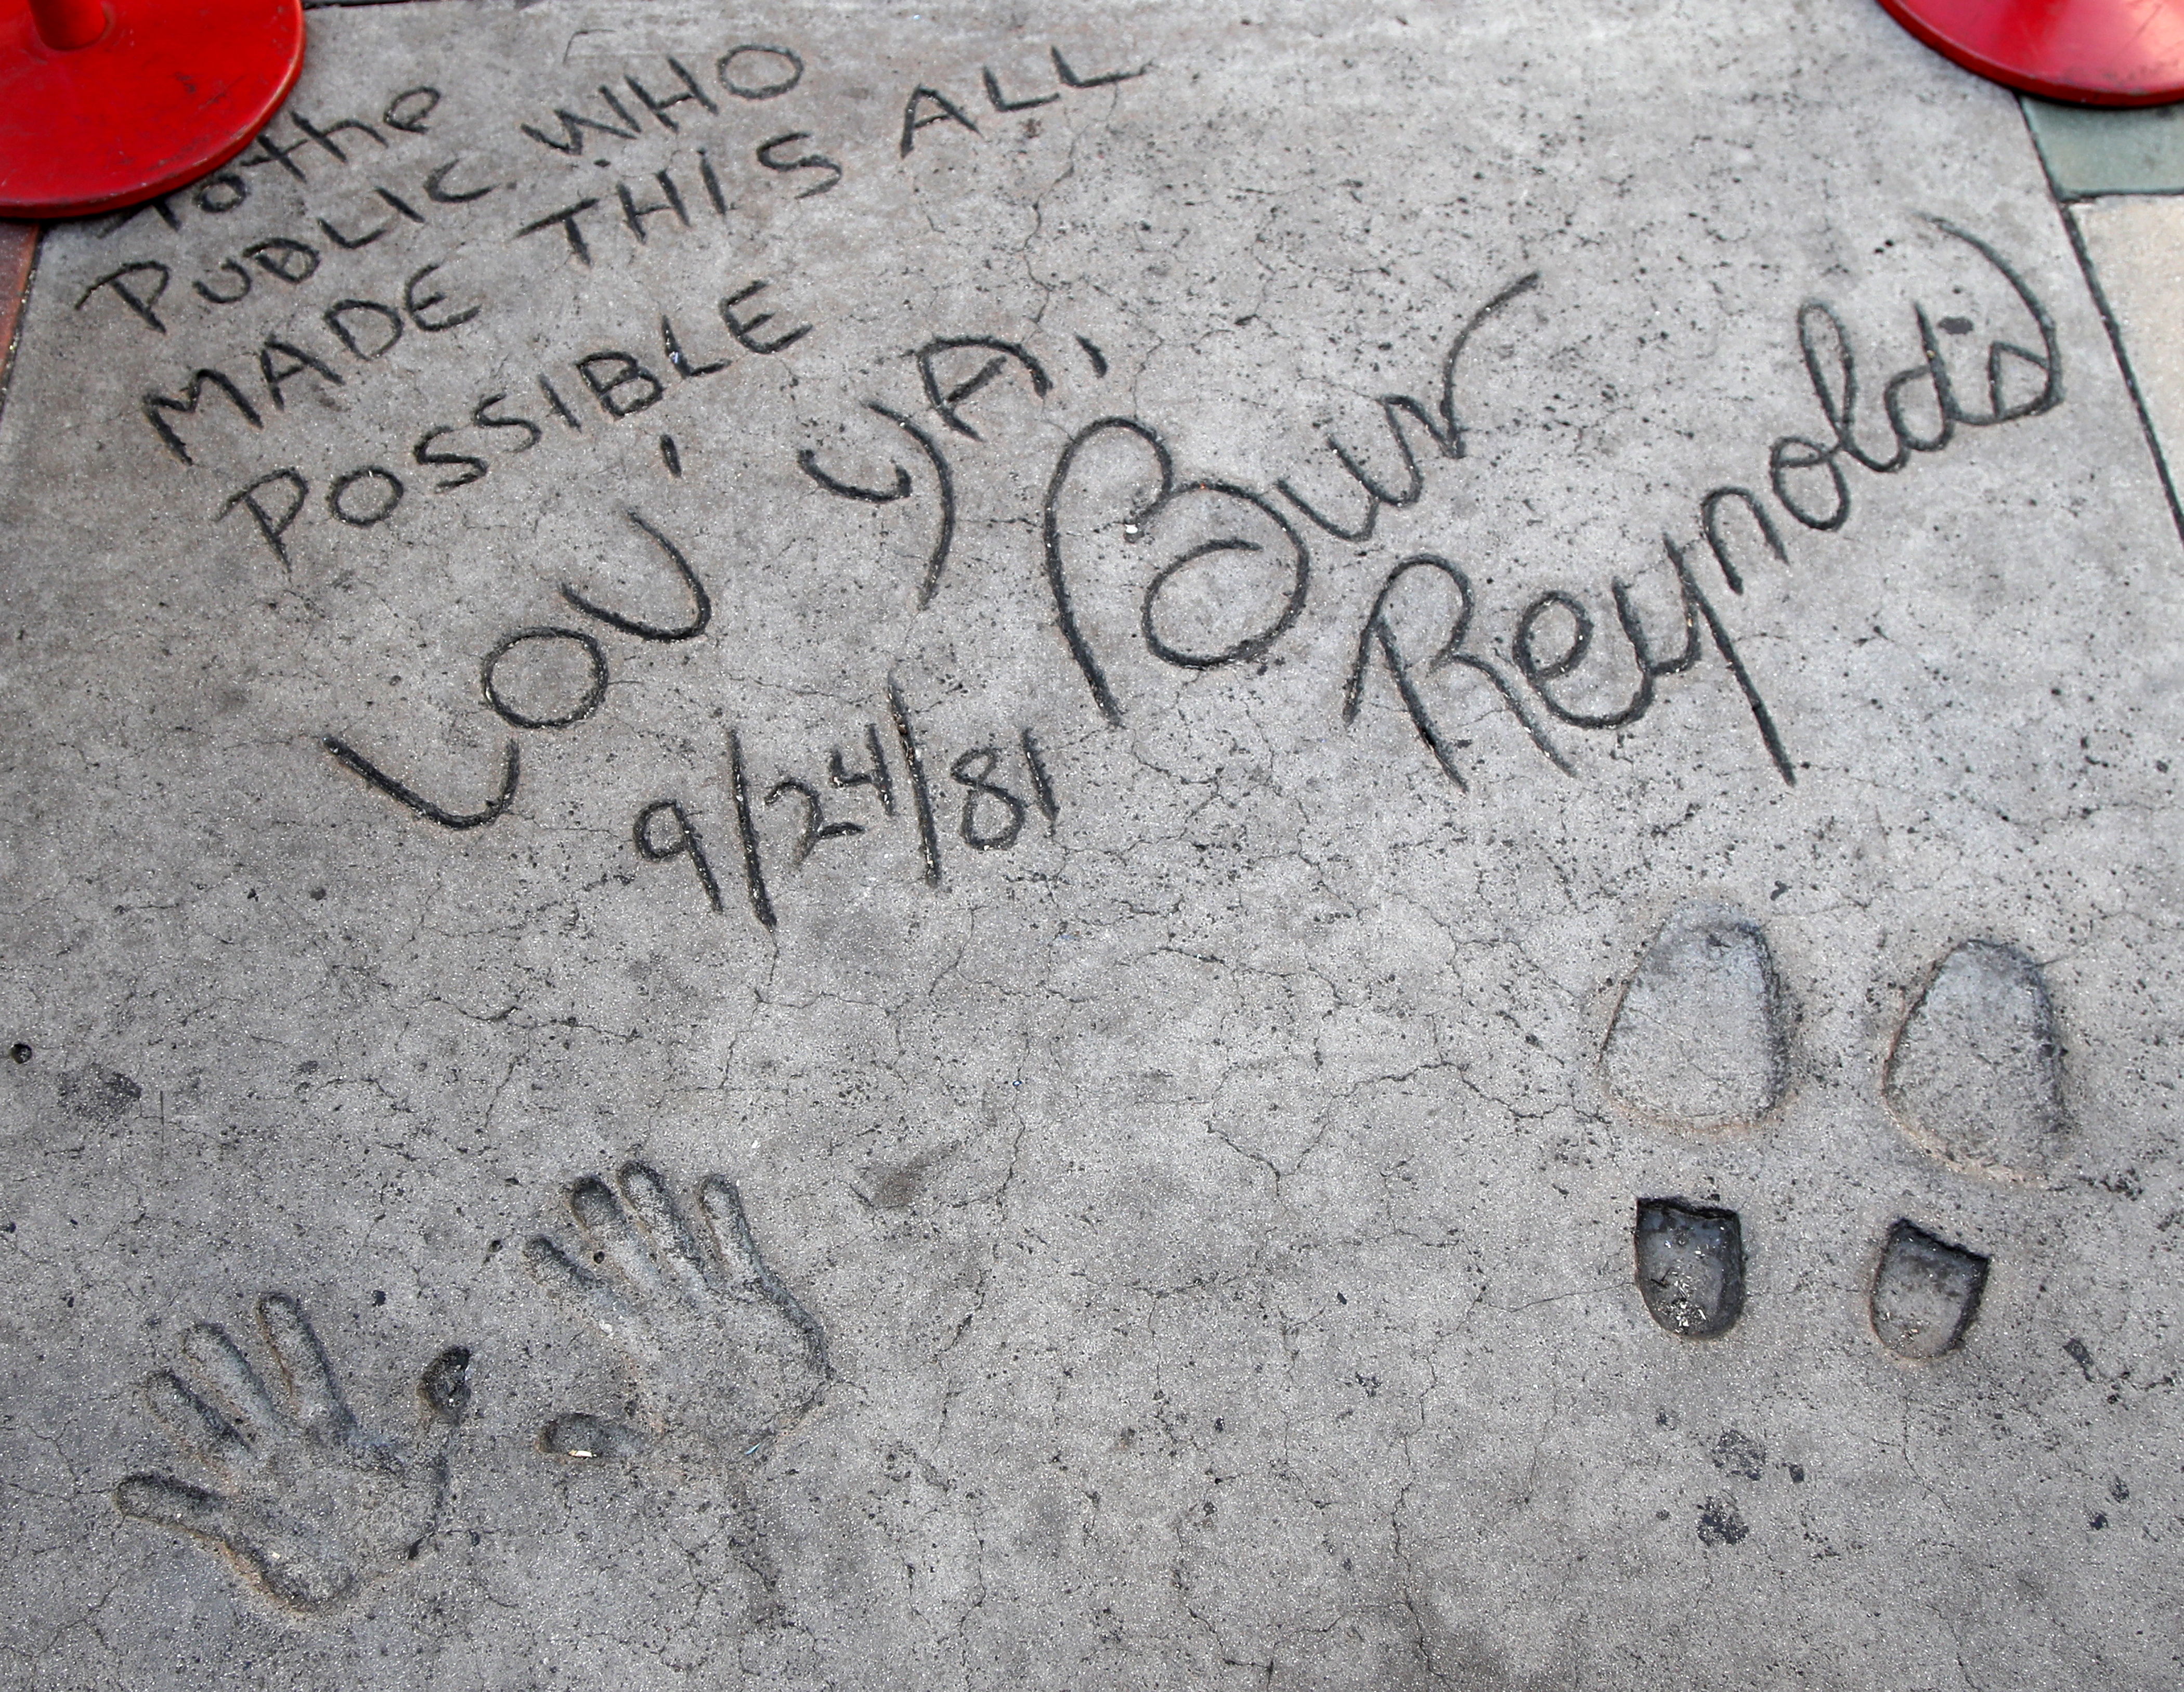 To the
PUBLIC WHO
MADE THIS ALL
POSSIBLE
LOV YA,
Burt
Reynolds
9/24/81